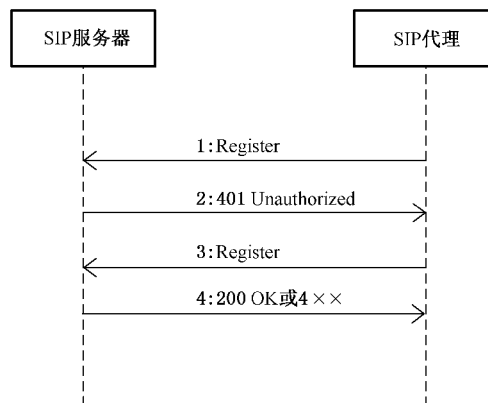 SIP服务器
SIP代理
1:Register
2:401 Unauthorized
3:Register
4:200 OK或4××